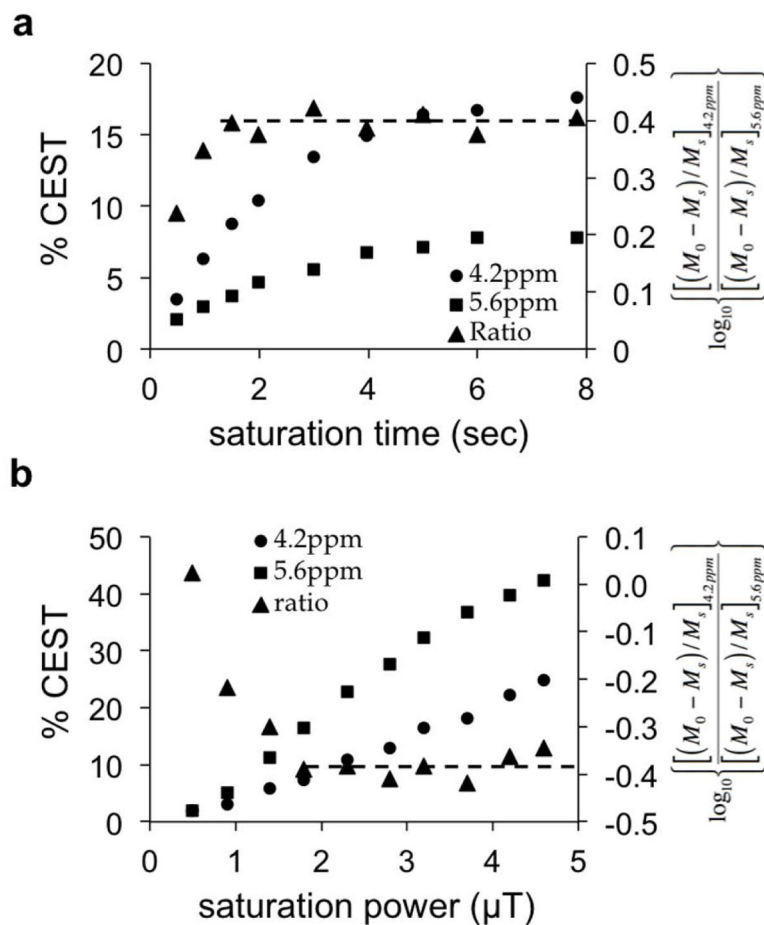 a
20
15
10
5
0
% CEST
0.5
0.4
0.3
0.2
0.1
0
4.2ppm
5.6ppm
Ratio
0 2 4 6 8
saturation time (sec)
log10 { [(M0 − Ms)/Ms]4.2ppm / [(M0 − Ms)/Ms]5.6ppm }
b
50
40
30
20
10
0
% CEST
0.1
0.0
-0.1
-0.2
-0.3
-0.4
-0.5
4.2ppm
5.6ppm
ratio
0 1 2 3 4 5
saturation power (µT)
log10 { [(M0 − Ms)/Ms]4.2ppm / [(M0 − Ms)/Ms]5.6ppm }